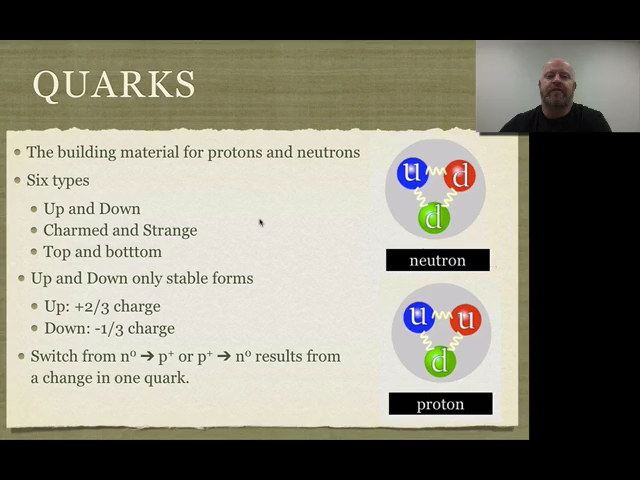 QUARKS
The building material for protons and neutrons
Six types
Up and Down
Charmed and Strange
Top and botttom
Up and Down only stable forms
Up: +2/3 charge
Down: -1/3 charge
Switch from n⁰ ➔ p⁺ or p⁺ ➔ n⁰ results from
a change in one quark.
u d
d
neutron
u u
d
proton